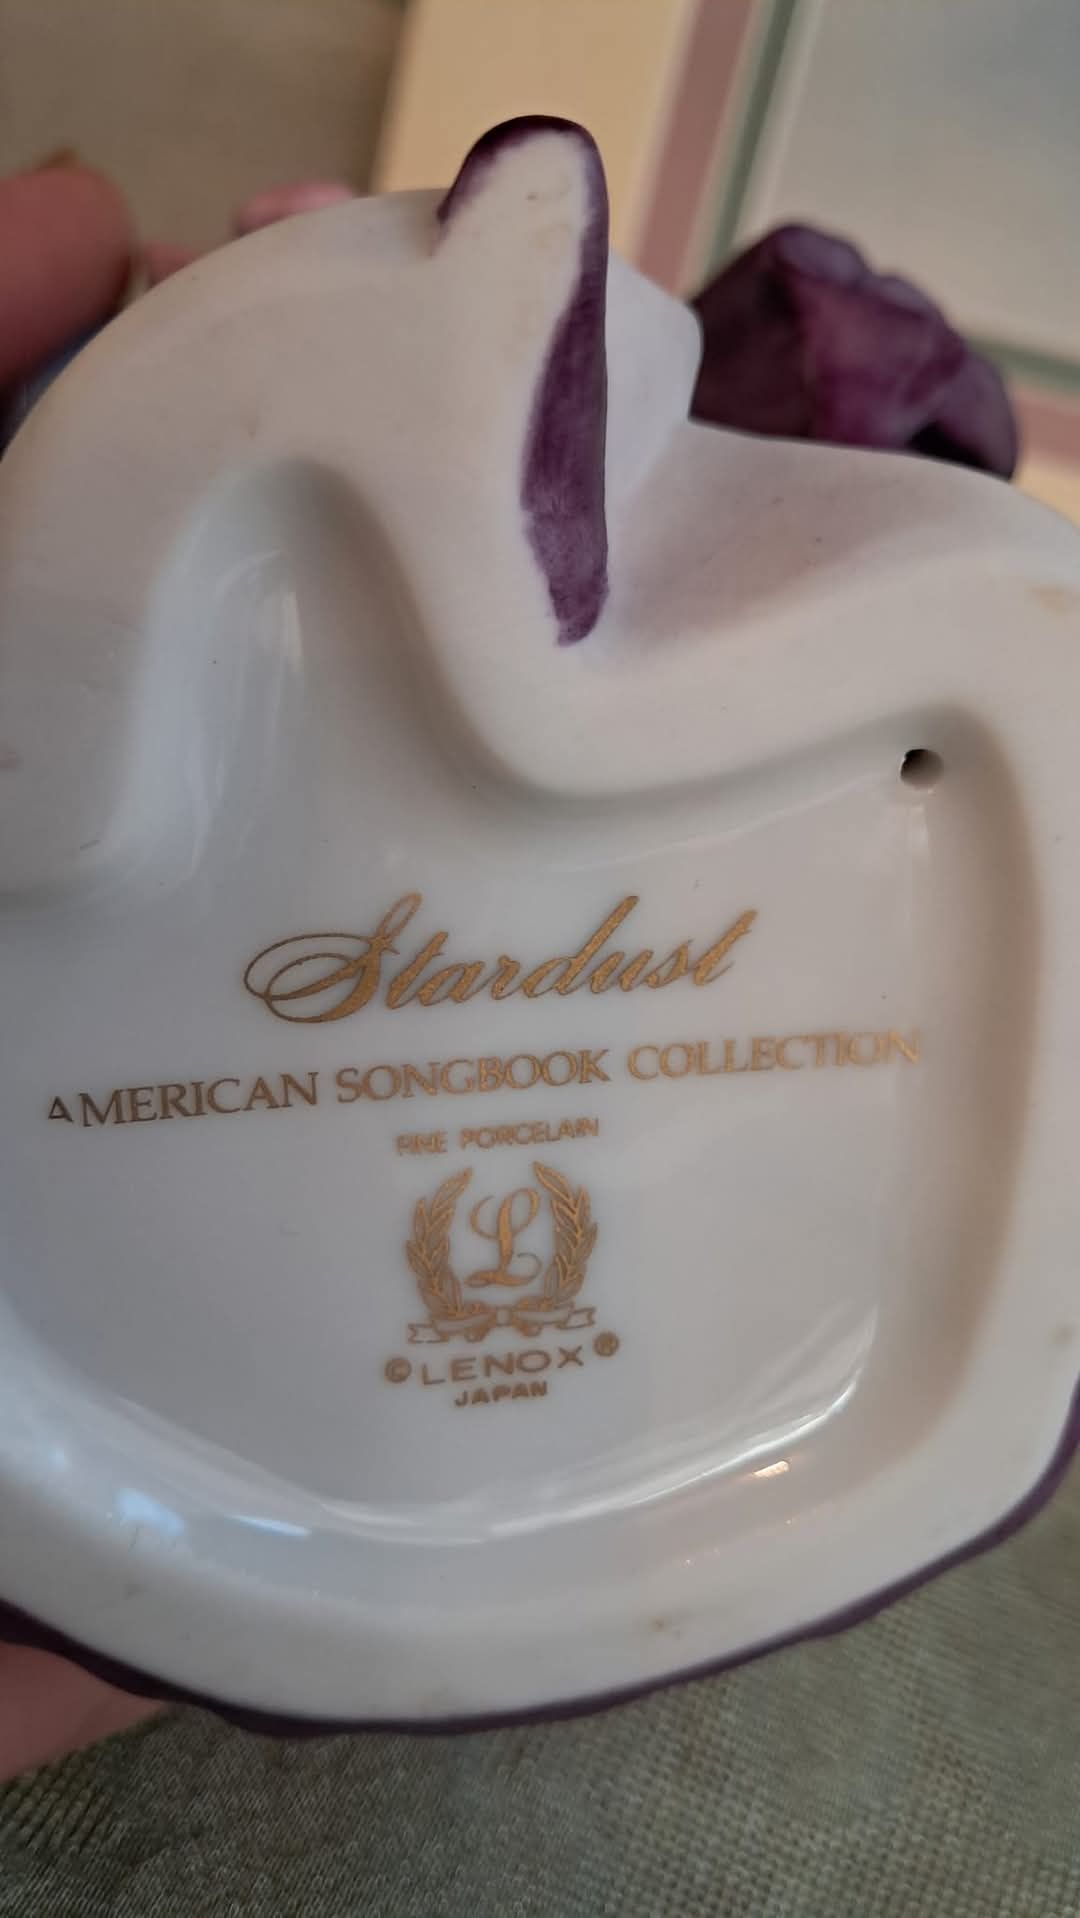 Stardust
AMERICAN SONGBOOK COLLECTION
FINE PORCELAIN
L
© LENOX ®
JAPAN